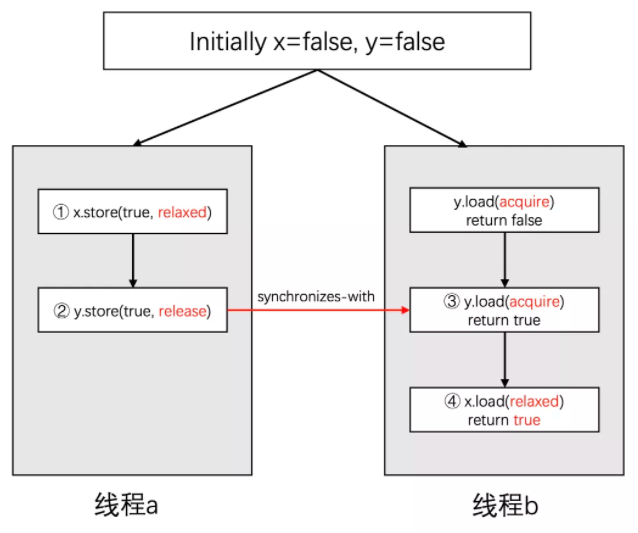 Initially x=false, y=false
① x.store(true, relaxed)
② y.store(true, release)
线程a
synchronizes-with
y.load(acquire)
return false
③ y.load(acquire)
return true
④ x.load(relaxed)
return true
线程b